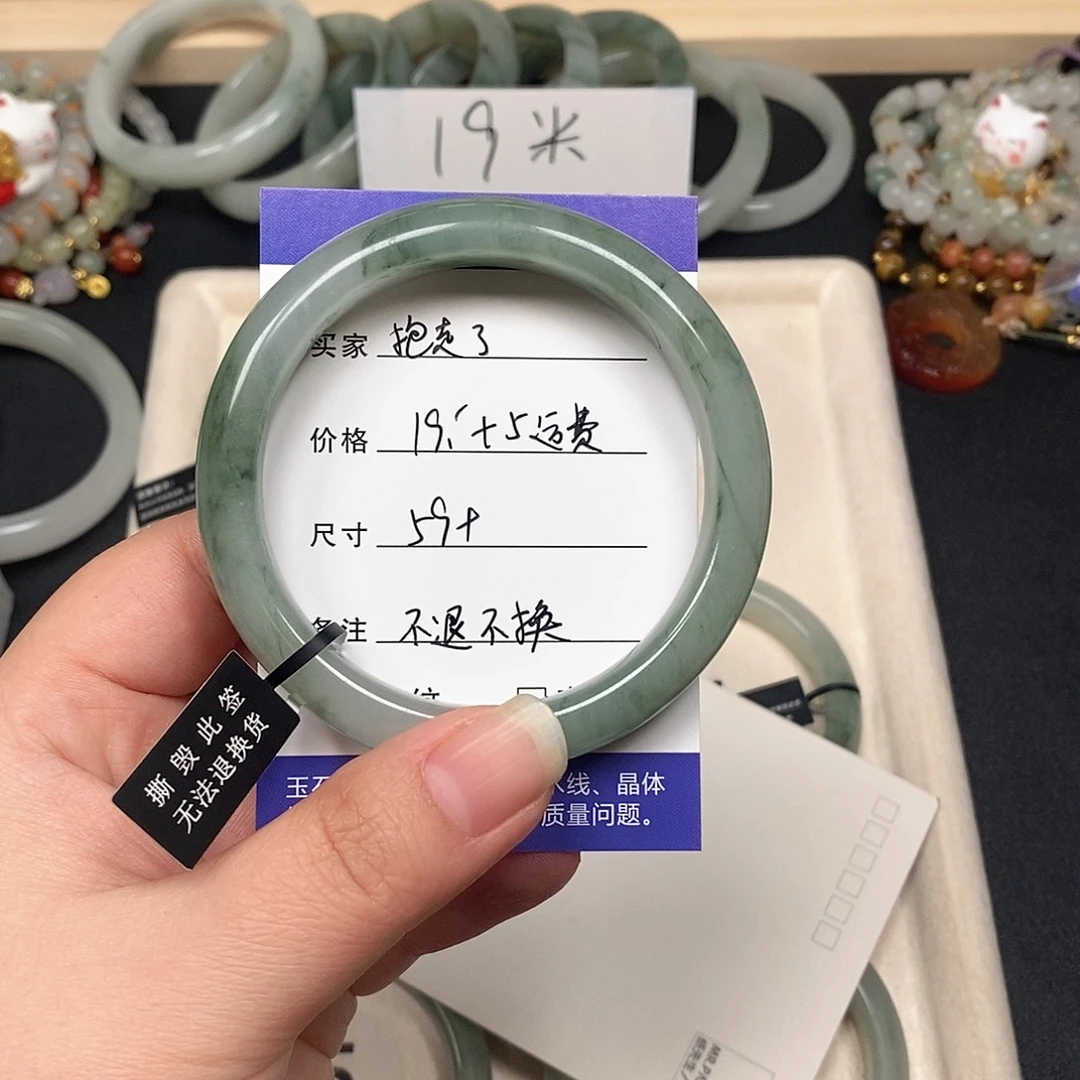 19米
买家 抱走了
价格 19.+5运费
尺寸 59+
备注 不退不换
撕毁此签
无法退换货
线、晶体
质量问题。